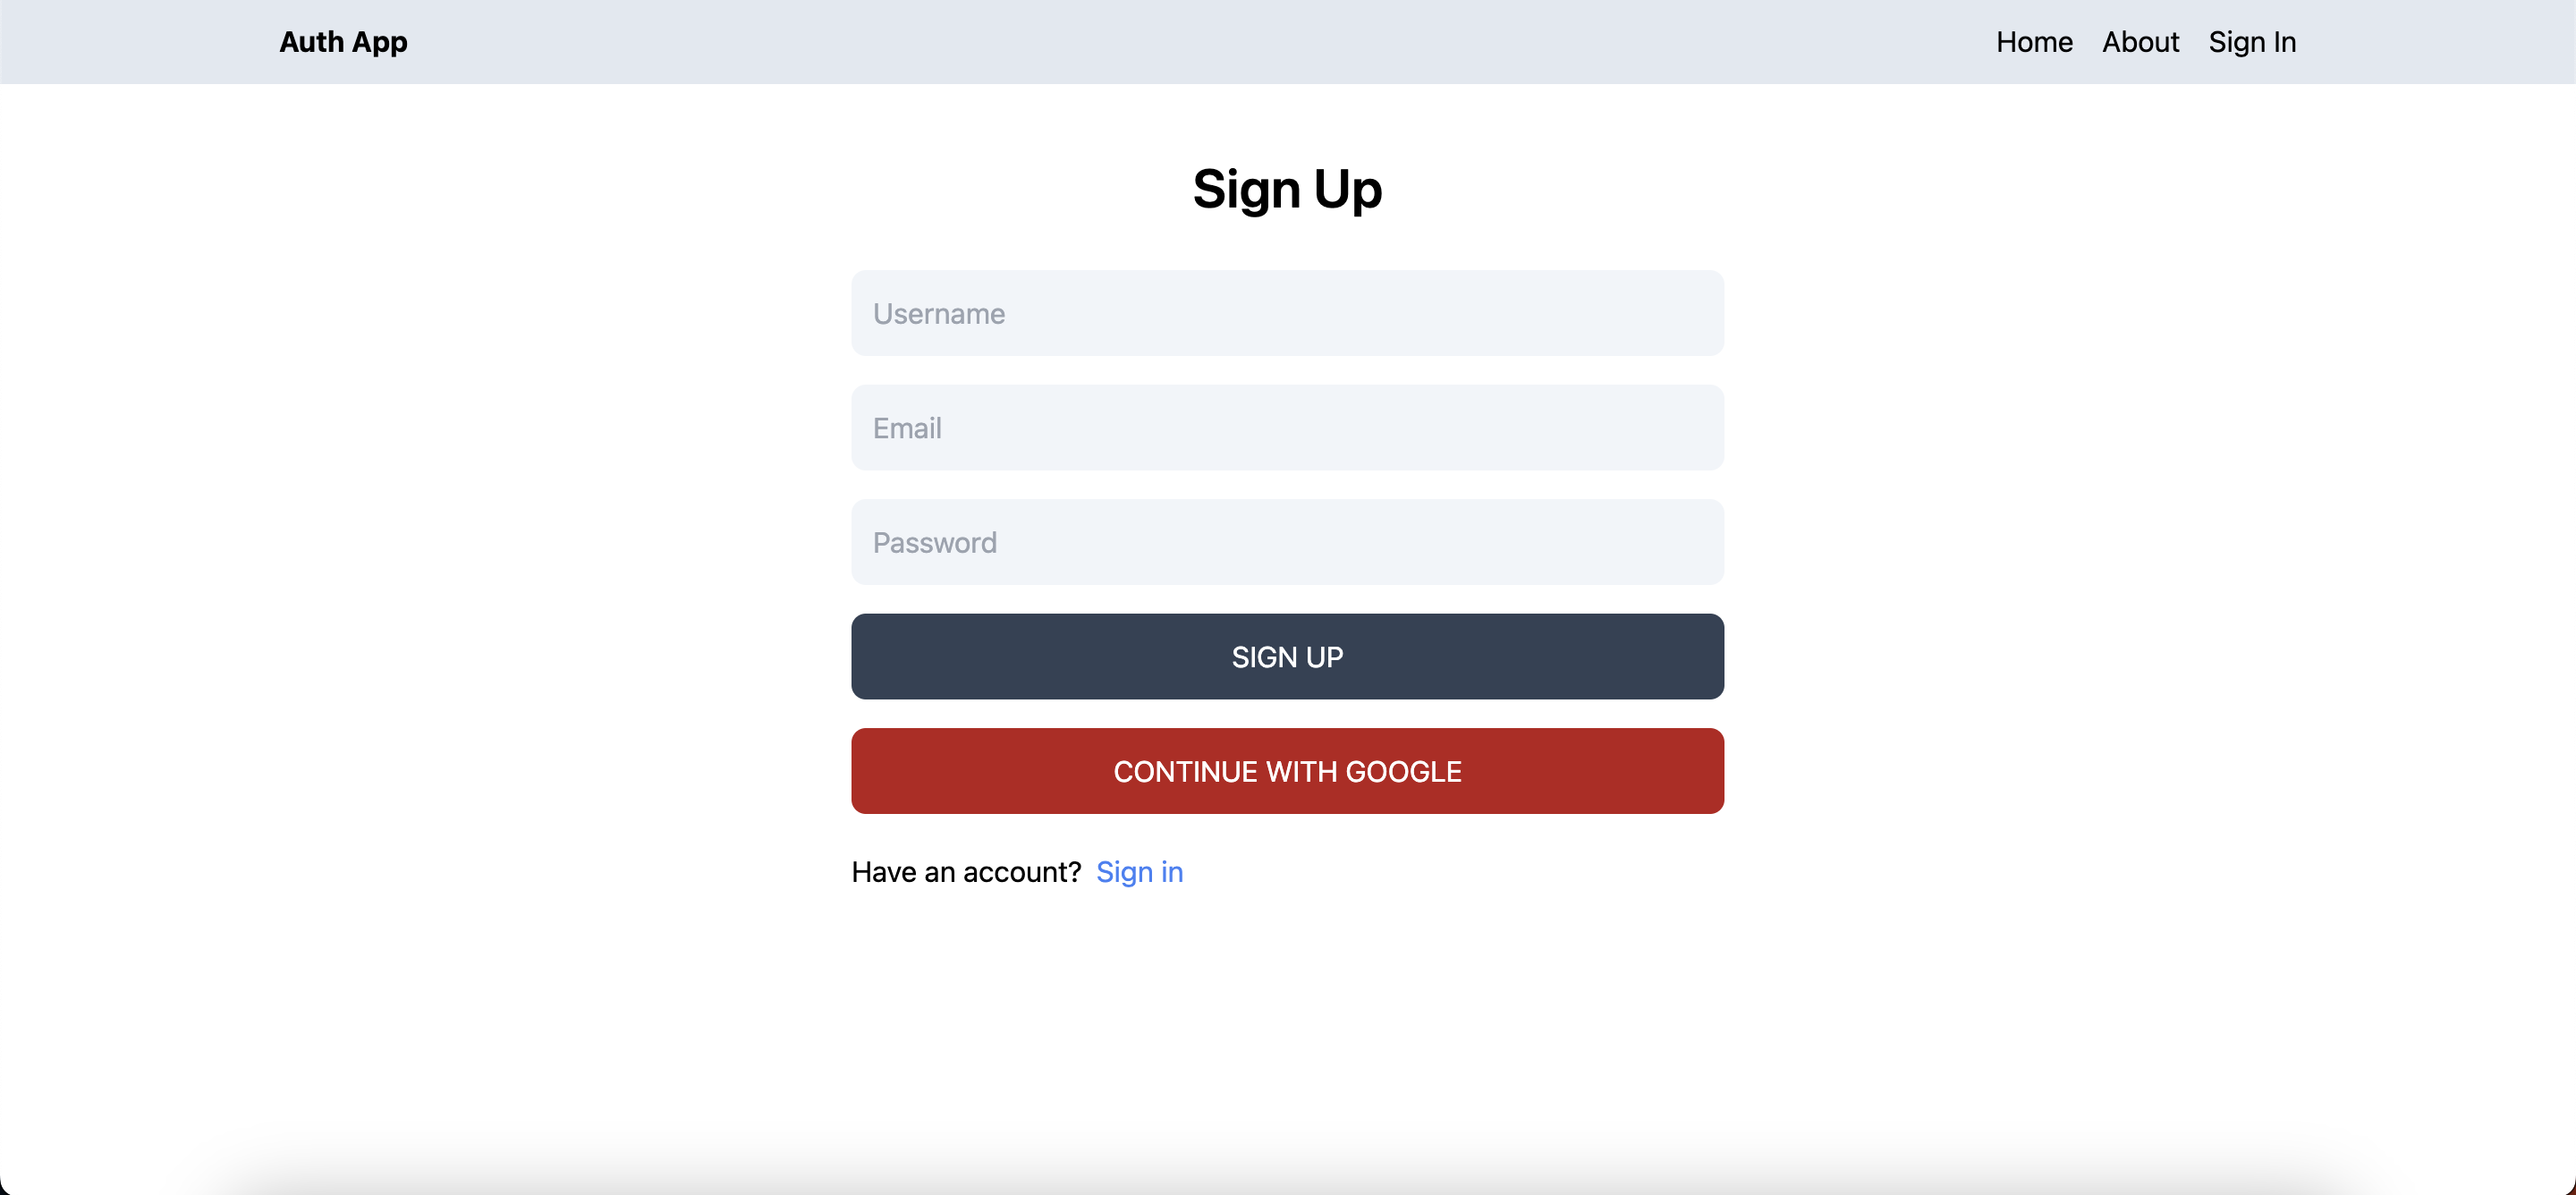 Auth App Home About Sign In
Sign Up
Username
Email
Password
SIGN UP
CONTINUE WITH GOOGLE
Have an account? Sign in